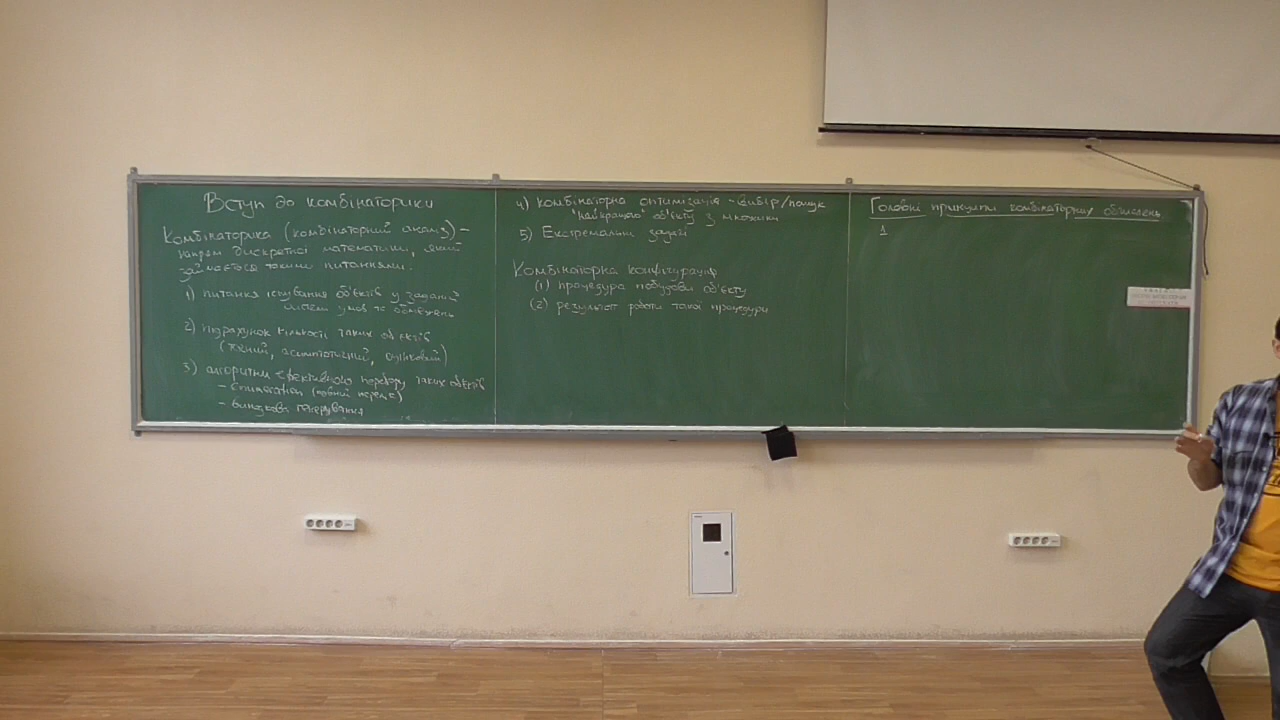 Вступ до комбінаторики
Комбінаторика (комбінаторний аналіз) –
напрям дискретної математики, який
займається такими питаннями:
1) питання існування об'єктів у заданій
системі умов та обмежень
2) підрахунок кількості таких об'єктів
(точний, асимптотичний, оцінковий)
3) алгоритми ефективного перебору таких об'єктів
– (повний перебір)
– випадкове генерування
4) комбінаторна оптимізація – вибір/пошук
"найкращого" об'єкту з множини
5) Екстремальні задачі
Комбінаторна конфігурація
(1) процедура побудови об'єкту
(2) результат роботи такої процедури
Головні принципи комбінаторних обчислень
1